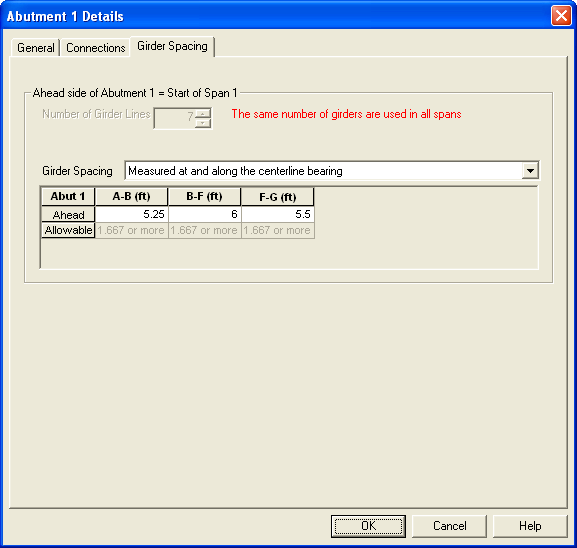 Abutment 1 Details
General Connections Girder Spacing
Ahead side of Abutment 1 = Start of Span 1
Number of Girder Lines 7 The same number of girders are used in all spans
Girder Spacing Measured at and along the centerline bearing
Abut 1 A-B (ft) B-F (ft) F-G (ft)
Ahead 5.25 6 5.5
Allowable 1.667 or more 1.667 or more 1.667 or more
OK Cancel Help